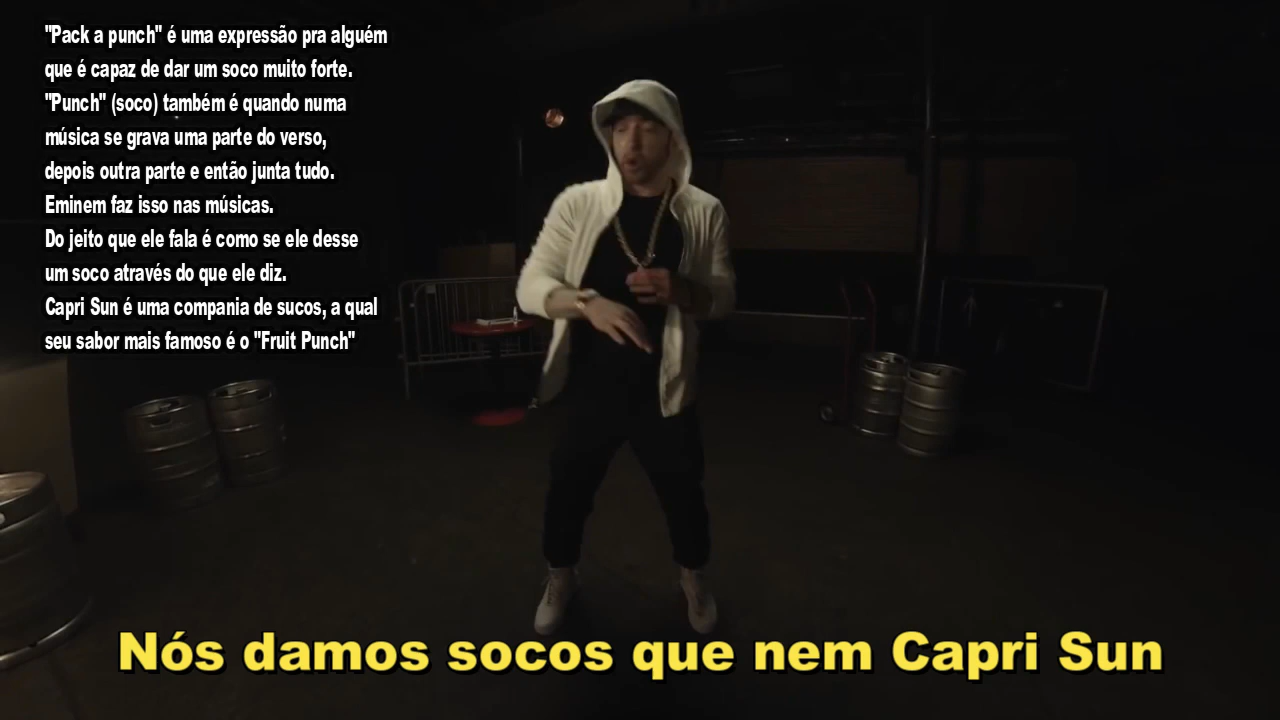 "Pack a punch" é uma expressão pra alguém
que é capaz de dar um soco muito forte.
"Punch" (soco) também é quando numa
música se grava uma parte do verso,
depois outra parte e então junta tudo.
Eminem faz isso nas músicas.
Do jeito que ele fala é como se ele desse
um soco através do que ele diz.
Capri Sun é uma compania de sucos, a qual
seu sabor mais famoso é o "Fruit Punch"
Nós damos socos que nem Capri Sun